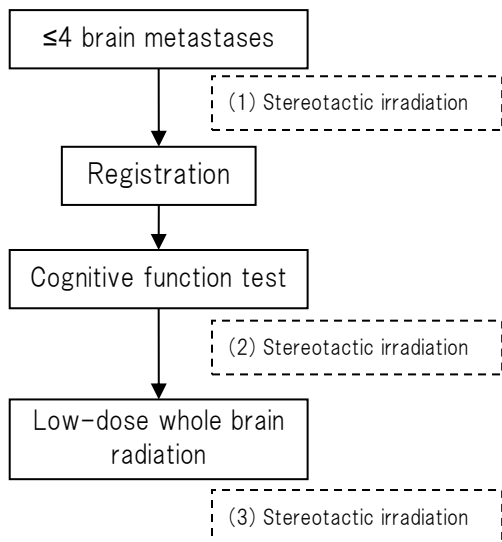 ≤4 brain metastases
(1) Stereotactic irradiation
Registration
Cognitive function test
(2) Stereotactic irradiation
Low-dose whole brain
radiation
(3) Stereotactic irradiation